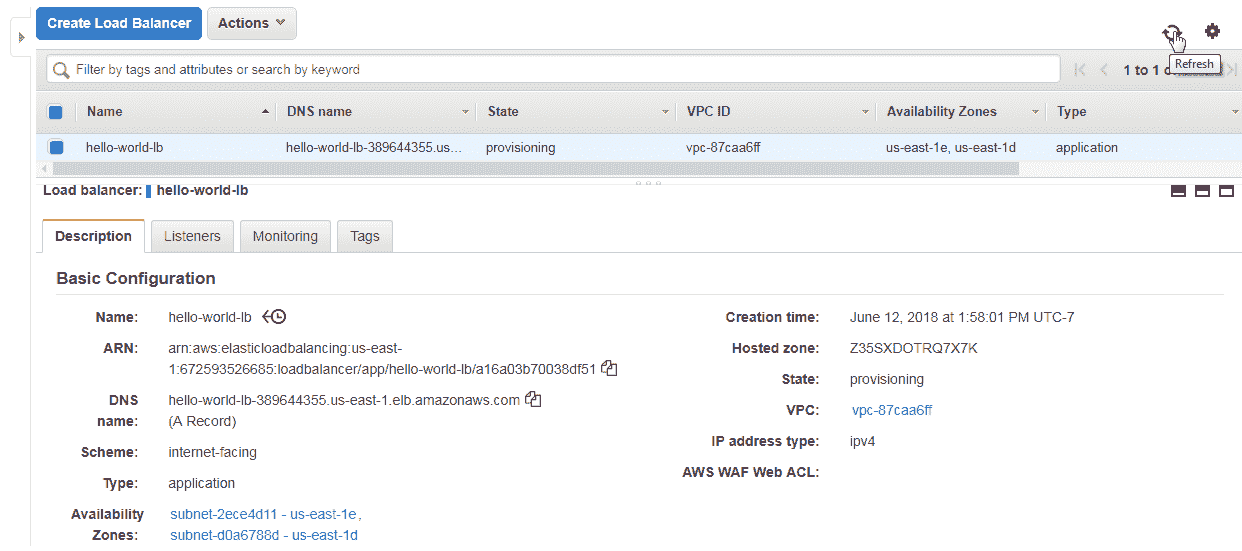 Create Load Balancer Actions
Filter by tags and attributes or search by keyword 1 to 1 o
Refresh
Name DNS name State VPC ID Availability Zones Type
hello-world-lb hello-world-lb-389644355.us... provisioning vpc-87caa6ff us-east-1e, us-east-1d application
Load balancer: hello-world-lb
Description Listeners Monitoring Tags
Basic Configuration
Name: hello-world-lb
ARN: arn:aws:elasticloadbalancing:us-east-
1:672593526685:loadbalancer/app/hello-world-lb/a16a03b70038df51
DNS hello-world-lb-389644355.us-east-1.elb.amazonaws.com
name: (A Record)
Scheme: internet-facing
Type: application
Availability subnet-2ece4d11 - us-east-1e,
Zones: subnet-d0a6788d - us-east-1d
Creation time: June 12, 2018 at 1:58:01 PM UTC-7
Hosted zone: Z35SXDOTRQ7X7K
State: provisioning
VPC: vpc-87caa6ff
IP address type: ipv4
AWS WAF Web ACL: